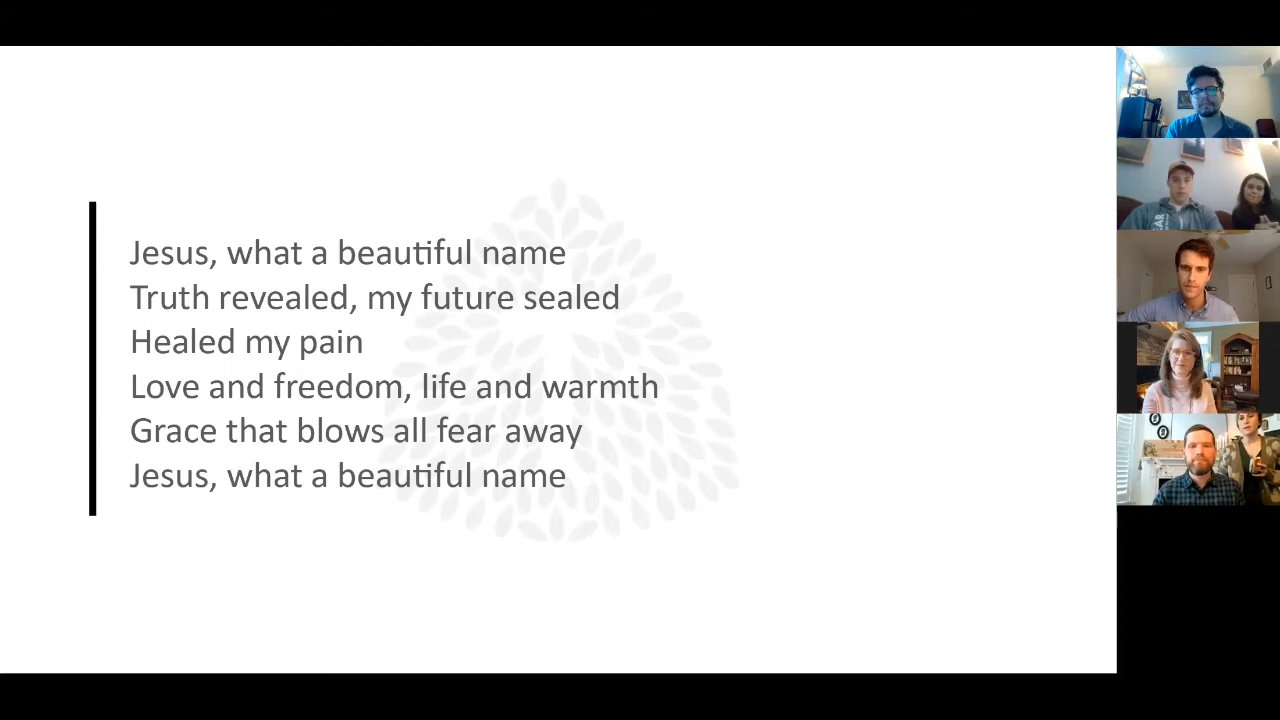 Jesus, what a beautiful name
Truth revealed, my future sealed
Healed my pain
Love and freedom, life and warmth
Grace that blows all fear away
Jesus, what a beautiful name